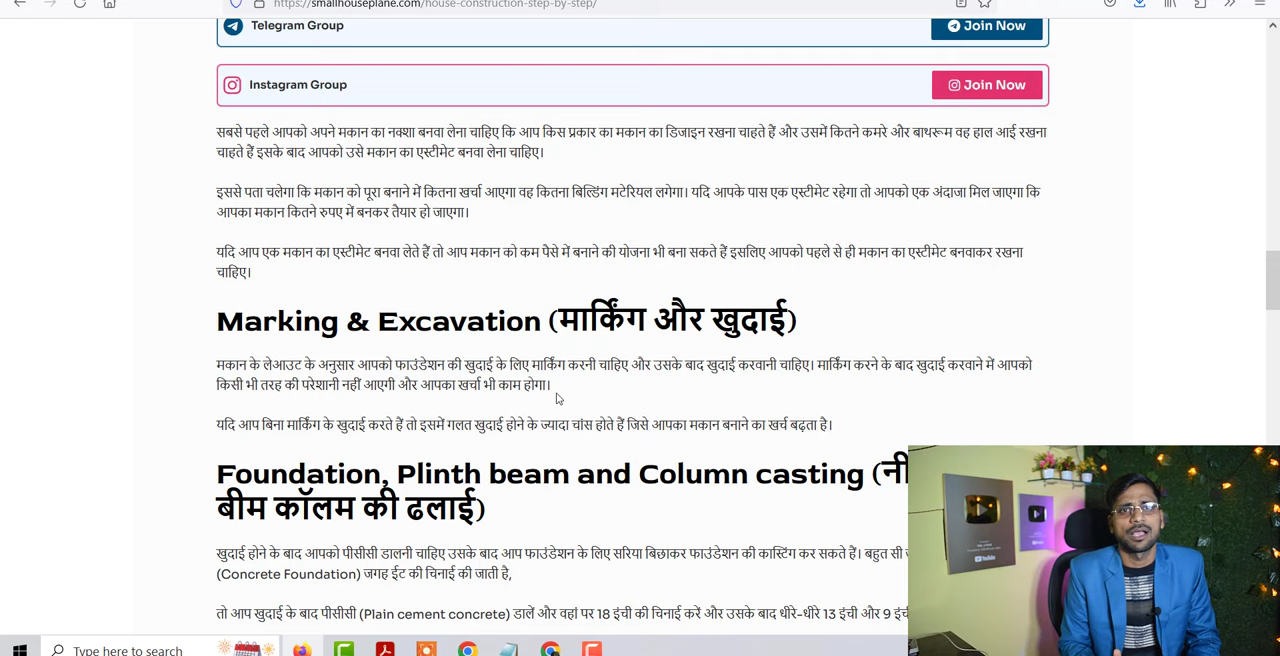 https://smallhouseplane.com/house-construction-step-by-step/
Telegram Group
Join Now
Instagram Group
Join Now
सबसे पहले आपको अपने मकान का नक्शा बनवा लेना चाहिए कि आप किस प्रकार का मकान का डिजाइन रखना चाहते हैं और उसमें कितने कमरे और बाथरूम वह हाल आई रखना
चाहते हैं इसके बाद आपको उसे मकान का एस्टीमेट बनवा लेना चाहिए।
इससे पता चलेगा कि मकान को पूरा बनाने में कितना खर्चा आएगा वह कितना बिल्डिंग मटेरियल लगेगा। यदि आपके पास एक एस्टीमेट रहेगा तो आपको एक अंदाजा मिल जाएगा कि
आपका मकान कितने रुपए में बनकर तैयार हो जाएगा।
यदि आप एक मकान का एस्टीमेट बनवा लेते हैं तो आप मकान को कम पैसे में बनाने की योजना भी बना सकते हैं इसलिए आपको पहले से ही मकान का एस्टीमेट बनवाकर रखना
चाहिए।
Marking & Excavation (मार्किंग और खुदाई)
मकान के लेआउट के अनुसार आपको फाउंडेशन की खुदाई के लिए मार्किंग करनी चाहिए और उसके बाद खुदाई करवानी चाहिए। मार्किंग करने के बाद खुदाई करवाने में आपको
किसी भी तरह की परेशानी नहीं आएगी और आपका खर्चा भी काम होगा।
यदि आप बिना मार्किंग के खुदाई करते हैं तो इसमें गलत खुदाई होने के ज्यादा चांस होते हैं जिसे आपका मकान बनाने का खर्च बढ़ता है।
Foundation, Plinth beam and Column casting (नी
बीम कॉलम की ढलाई)
खुदाई होने के बाद आपको पीसीसी डालनी चाहिए उसके बाद आप फाउंडेशन के लिए सरिया बिछाकर फाउंडेशन की कास्टिंग कर सकते हैं। बहुत सी
(Concrete Foundation) जगह ईट की चिनाई की जाती है,
तो आप खुदाई के बाद पीसीसी (Plain cement concrete) डालें और वहां पर 18 इंची की चिनाई करें और उसके बाद धीरे-धीरे 13 इंची और 9 इंची
Type here to search